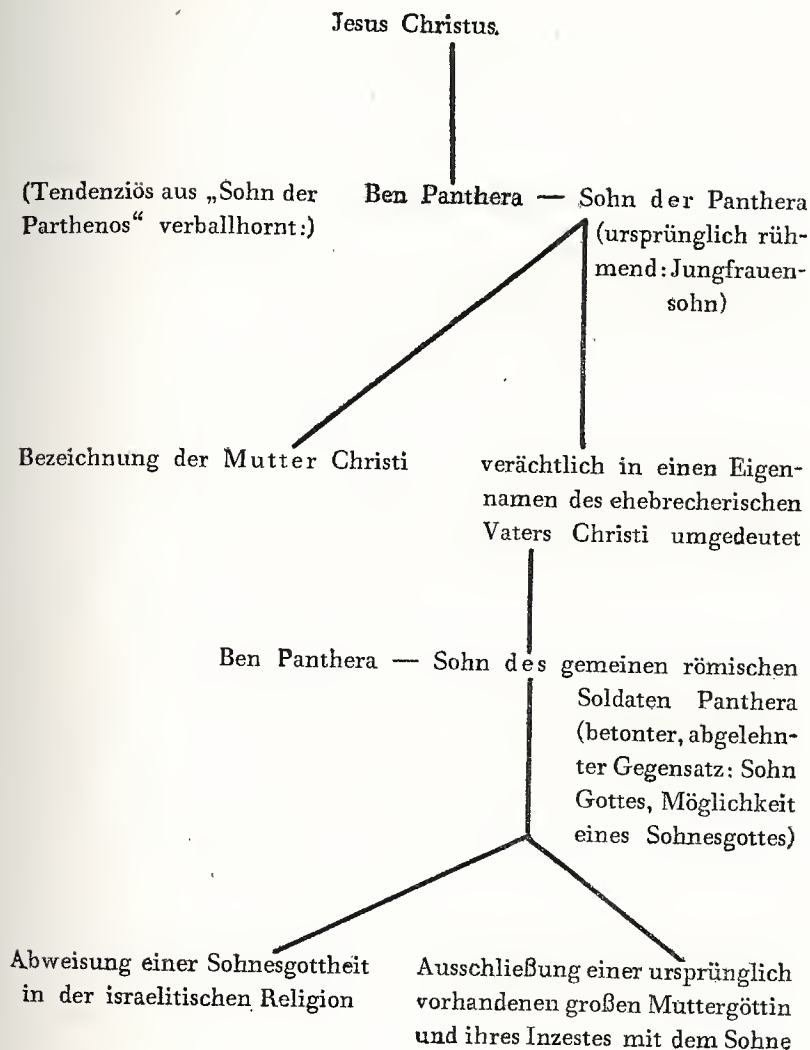 Jesus Christus.
(Tendenziös aus „Sohn der
Parthenos“ verballhornt:)
Ben Panthera — Sohn der Panthera
(ursprünglich rüh-
mend: Jungfrauen-
sohn)
Bezeichnung der Mutter Christi
verächtlich in einen Eigen-
namen des ehebrecherischen
Vaters Christi umgedeutet
Ben Panthera — Sohn des gemeinen römischen
Soldaten Panthera
(betonter, abgelehn-
ter Gegensatz: Sohn
Gottes, Möglichkeit
eines Sohnesgottes)
Abweisung einer Sohnesgottheit
in der israelitischen Religion
Ausschließung einer ursprünglich
vorhandenen großen Muttergöttin
und ihres Inzestes mit dem Sohne